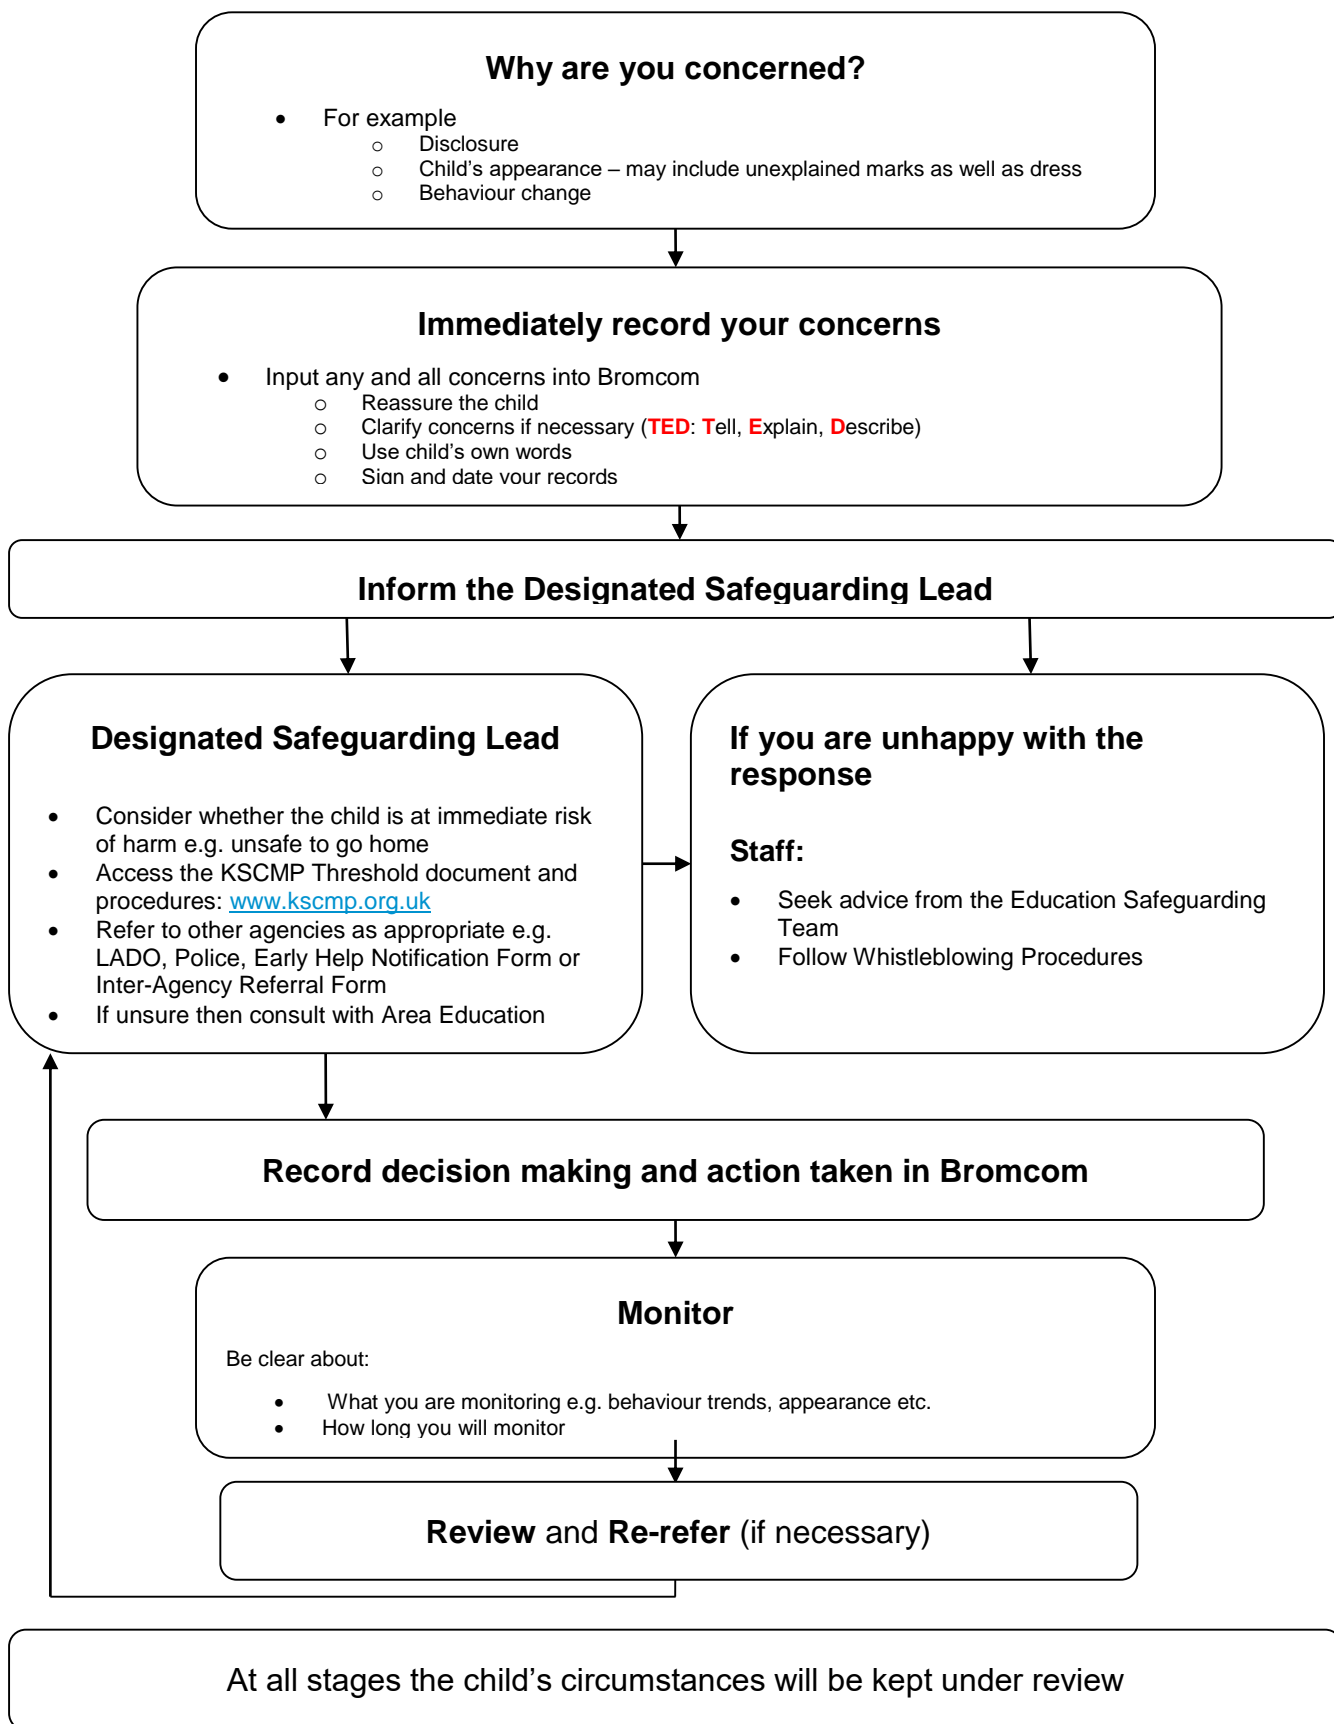 Why are you concerned?
• For example
o Disclosure
o Child’s appearance – may include unexplained marks as well as dress
o Behaviour change
Immediately record your concerns
• Input any and all concerns into Bromcom
o Reassure the child
o Clarify concerns if necessary (TED: Tell, Explain, Describe)
o Use child’s own words
o Sign and date your records
Inform the Designated Safeguarding Lead
Designated Safeguarding Lead
• Consider whether the child is at immediate risk
of harm e.g. unsafe to go home
• Access the KSCMP Threshold document and
procedures: www.kscmp.org.uk
• Refer to other agencies as appropriate e.g.
LADO, Police, Early Help Notification Form or
Inter-Agency Referral Form
• If unsure then consult with Area Education
If you are unhappy with the
response
Staff:
• Seek advice from the Education Safeguarding
Team
• Follow Whistleblowing Procedures
Record decision making and action taken in Bromcom
Monitor
Be clear about:
• What you are monitoring e.g. behaviour trends, appearance etc.
• How long you will monitor
Review and Re-refer (if necessary)
At all stages the child’s circumstances will be kept under review